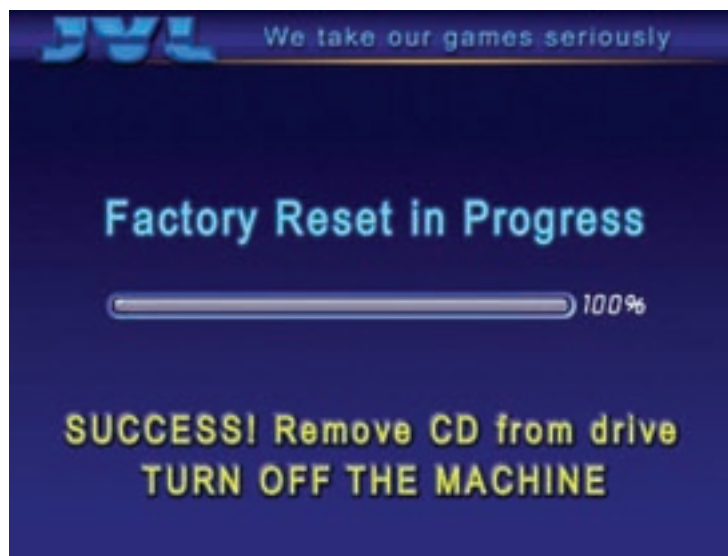 JVL
We take our games seriously
Factory Reset in Progress
100%
SUCCESS! Remove CD from drive
TURN OFF THE MACHINE